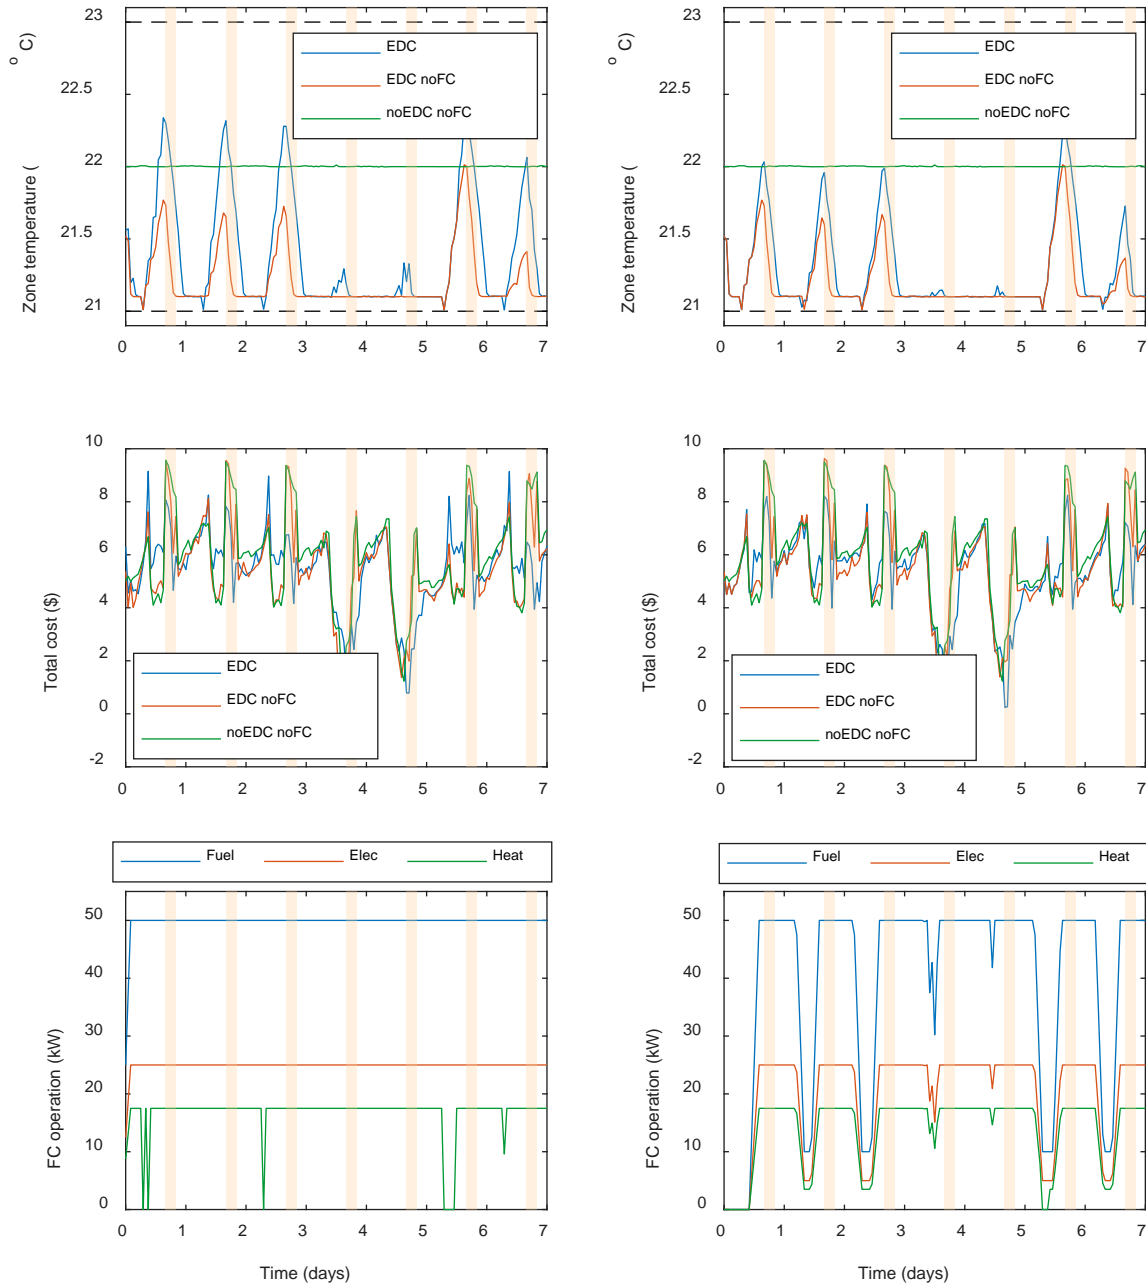 Zone temperature (°C)
23
22.5
22
21.5
21
EDC
EDC noFC
noEDC noFC
0 1 2 3 4 5 6 7
Zone temperature (°C)
23
22.5
22
21.5
21
EDC
EDC noFC
noEDC noFC
0 1 2 3 4 5 6 7
Total cost ($)
10
8
6
4
2
0
-2
EDC
EDC noFC
noEDC noFC
0 1 2 3 4 5 6 7
Total cost ($)
10
8
6
4
2
0
-2
EDC
EDC noFC
noEDC noFC
0 1 2 3 4 5 6 7
Fuel Elec Heat
FC operation (kW)
50
40
30
20
10
0
0 1 2 3 4 5 6 7
Time (days)
Fuel Elec Heat
FC operation (kW)
50
40
30
20
10
0
0 1 2 3 4 5 6 7
Time (days)